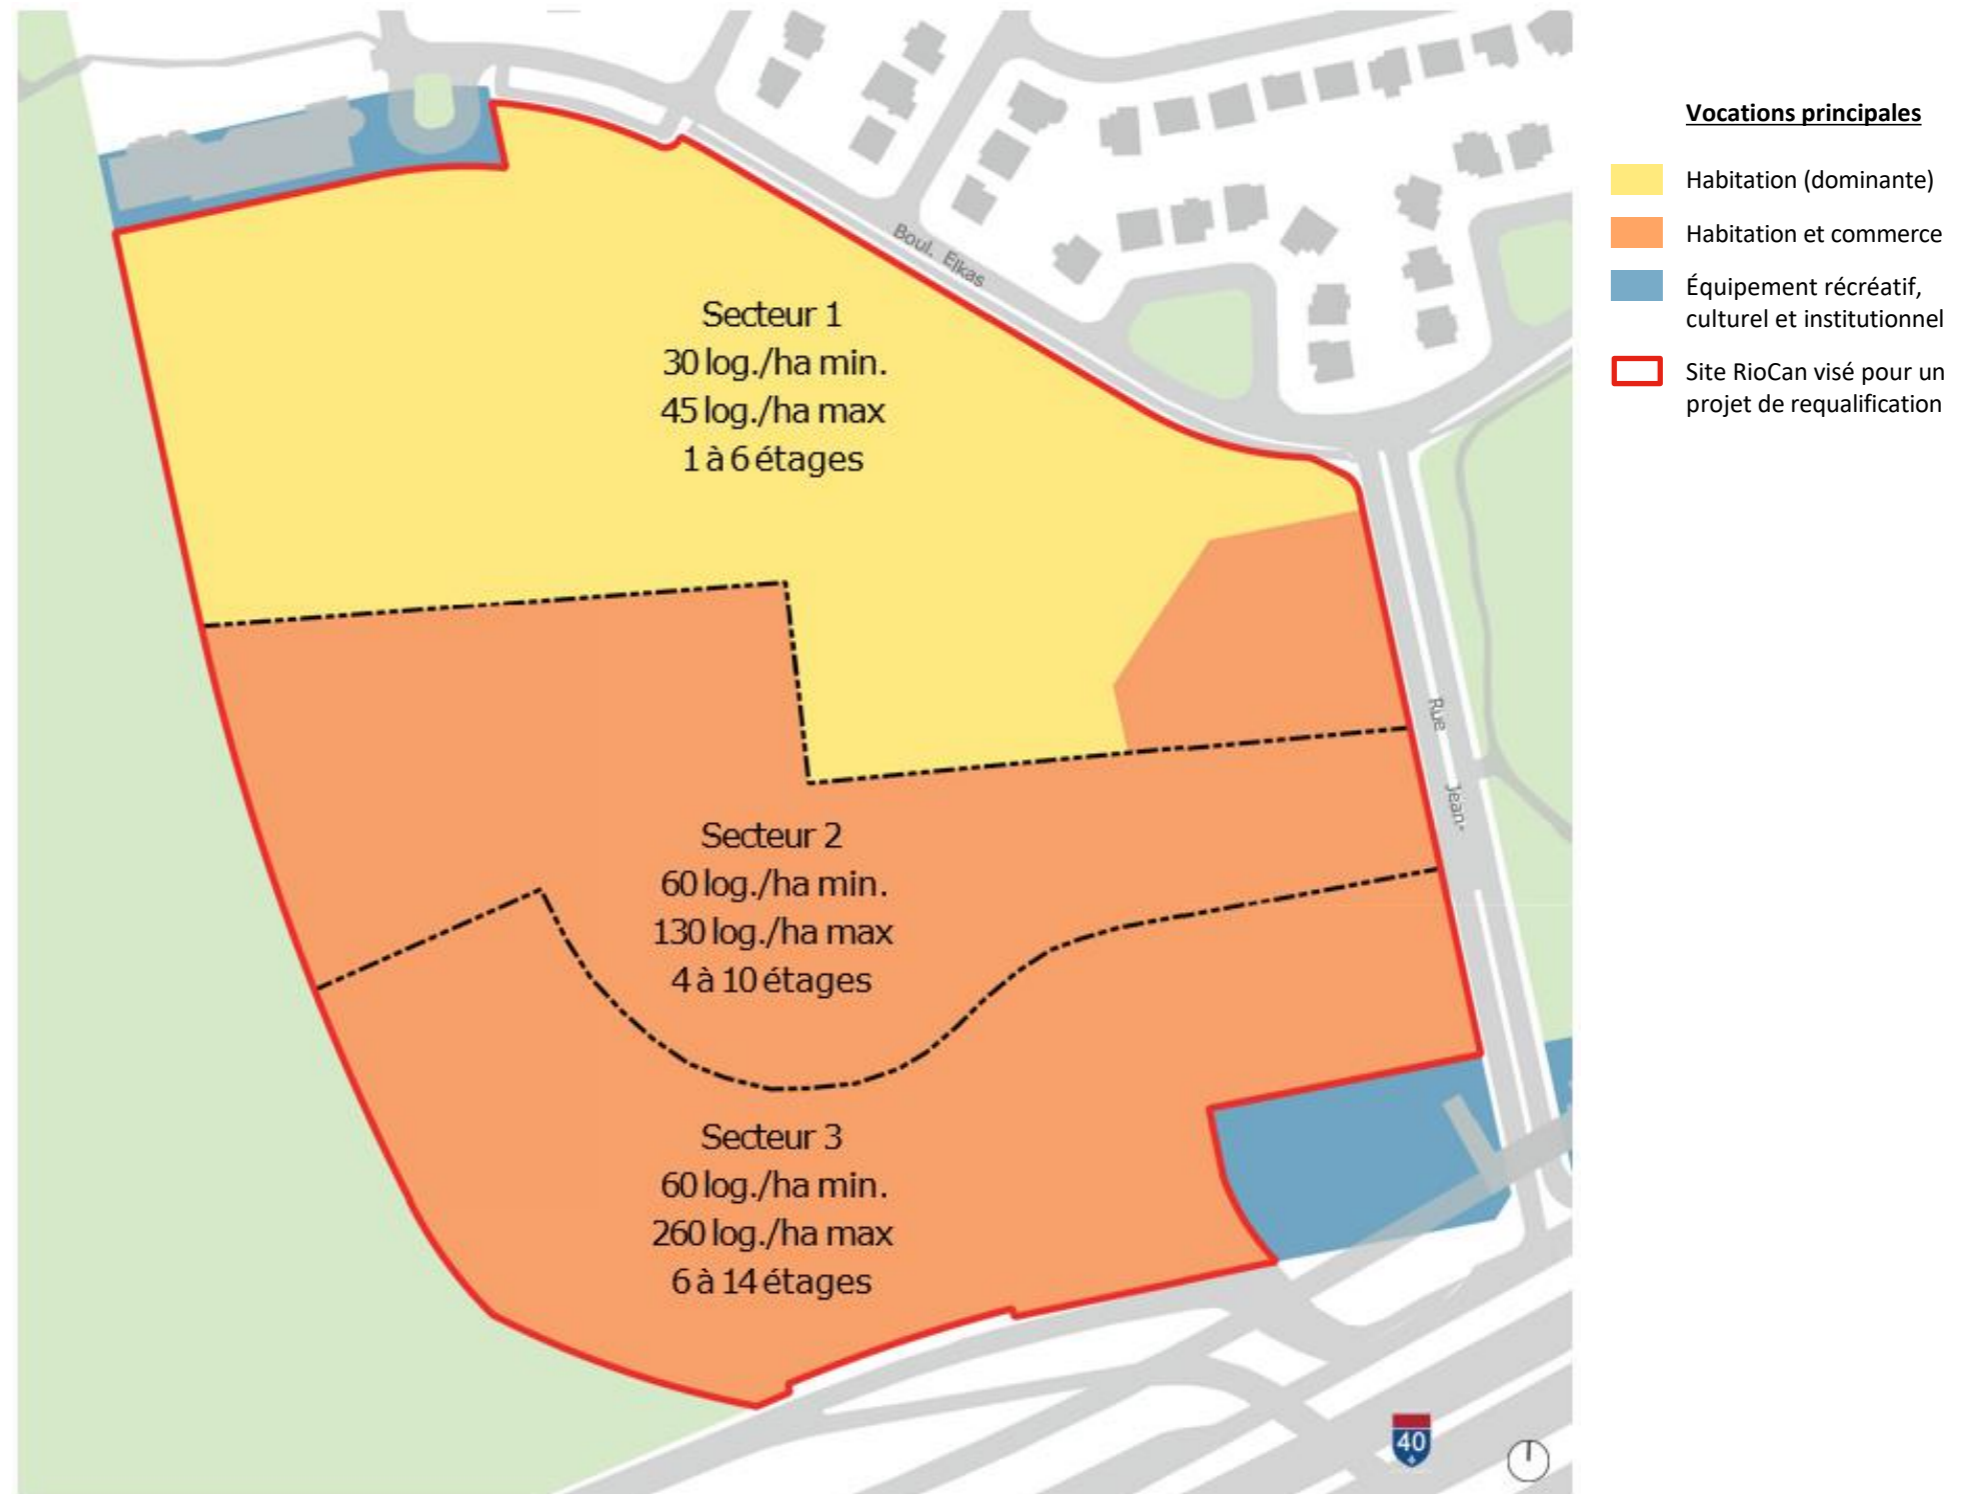 Vocations principales
Habitation (dominante)
Habitation et commerce
Équipement récréatif,
culturel et institutionnel
Site RioCan visé pour un
projet de requalification
Boul. Elkas
Secteur 1
30 log./ha min.
45 log./ha max
1 à 6 étages
Rue Jean-
Secteur 2
60 log./ha min.
130 log./ha max
4 à 10 étages
Secteur 3
60 log./ha min.
260 log./ha max
6 à 14 étages
40